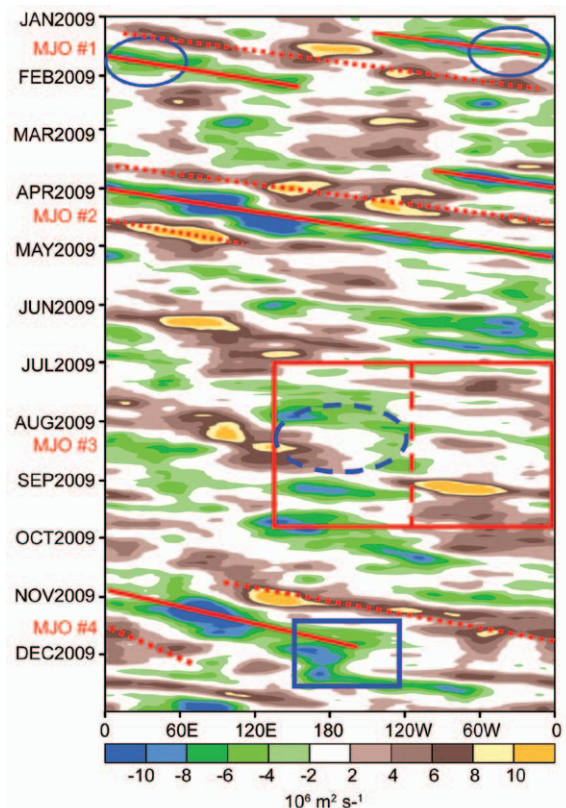 JAN2009
MJO #1
FEB2009
MAR2009
APR2009
MJO #2
MAY2009
JUN2009
JUL2009
AUG2009
MJO #3
SEP2009
OCT2009
NOV2009
MJO #4
DEC2009
0 60E 120E 180 120W 60W 0
-10 -8 -6 -4 -2 2 4 6 8 10
10⁶ m² s⁻¹